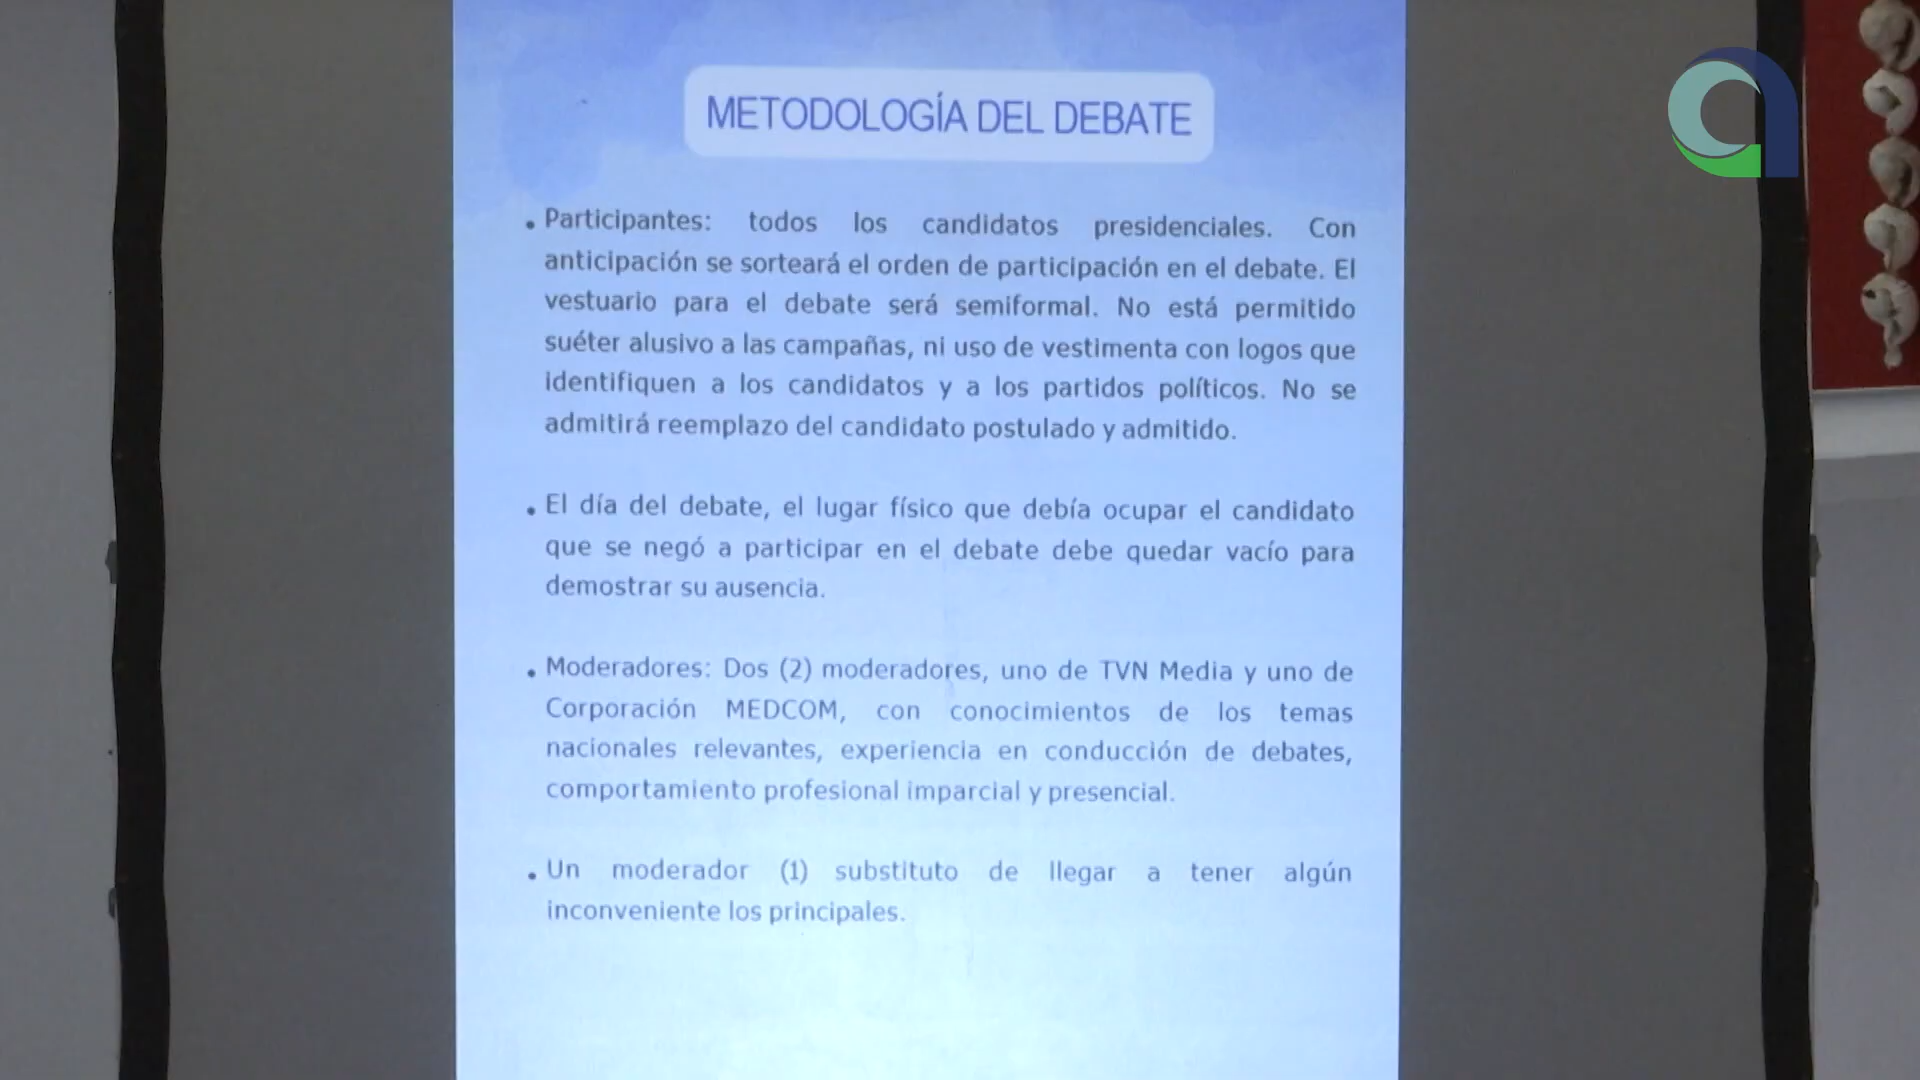 METODOLOGÍA DEL DEBATE
• Participantes: todos los candidatos presidenciales. Con
anticipación se sorteará el orden de participación en el debate. El
vestuario para el debate será semiformal. No está permitido
suéter alusivo a las campañas, ni uso de vestimenta con logos que
identifiquen a los candidatos y a los partidos políticos. No se
admitirá reemplazo del candidato postulado y admitido.
• El día del debate, el lugar físico que debía ocupar el candidato
que se negó a participar en el debate debe quedar vacío para
demostrar su ausencia.
• Moderadores: Dos (2) moderadores, uno de TVN Media y uno de
Corporación MEDCOM, con conocimientos de los temas
nacionales relevantes, experiencia en conducción de debates,
comportamiento profesional imparcial y presencial.
• Un moderador (1) substituto de llegar a tener algún
inconveniente los principales.